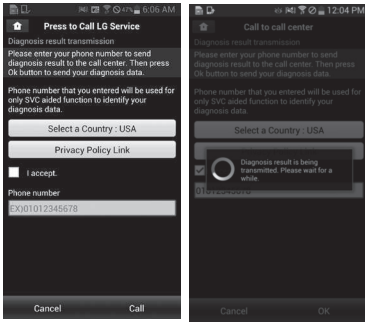 47% 6:06 AM
Press to Call LG Service
Diagnosis result transmission
Please enter your phone number to send
diagnosis result to the call center. Then press
Ok button to send your diagnosis data.
Phone number that you entered will be used for
only SVC aided function to identify your
diagnosis data.
Select a Country : USA
Privacy Policy Link
I accept.
Phone number
EX)01012345678
Cancel
Call
12:04 PM
Call to call center
Diagnosis result transmission
Please enter your phone number to send
diagnosis result to the call center. Then press
Ok button to send your diagnosis data.
Phone number that you entered will be used for
only SVC aided function to identify your
diagnosis data.
Select a Country : USA
Diagnosis result is being
transmitted. Please wait for a
while.
Cancel
OK